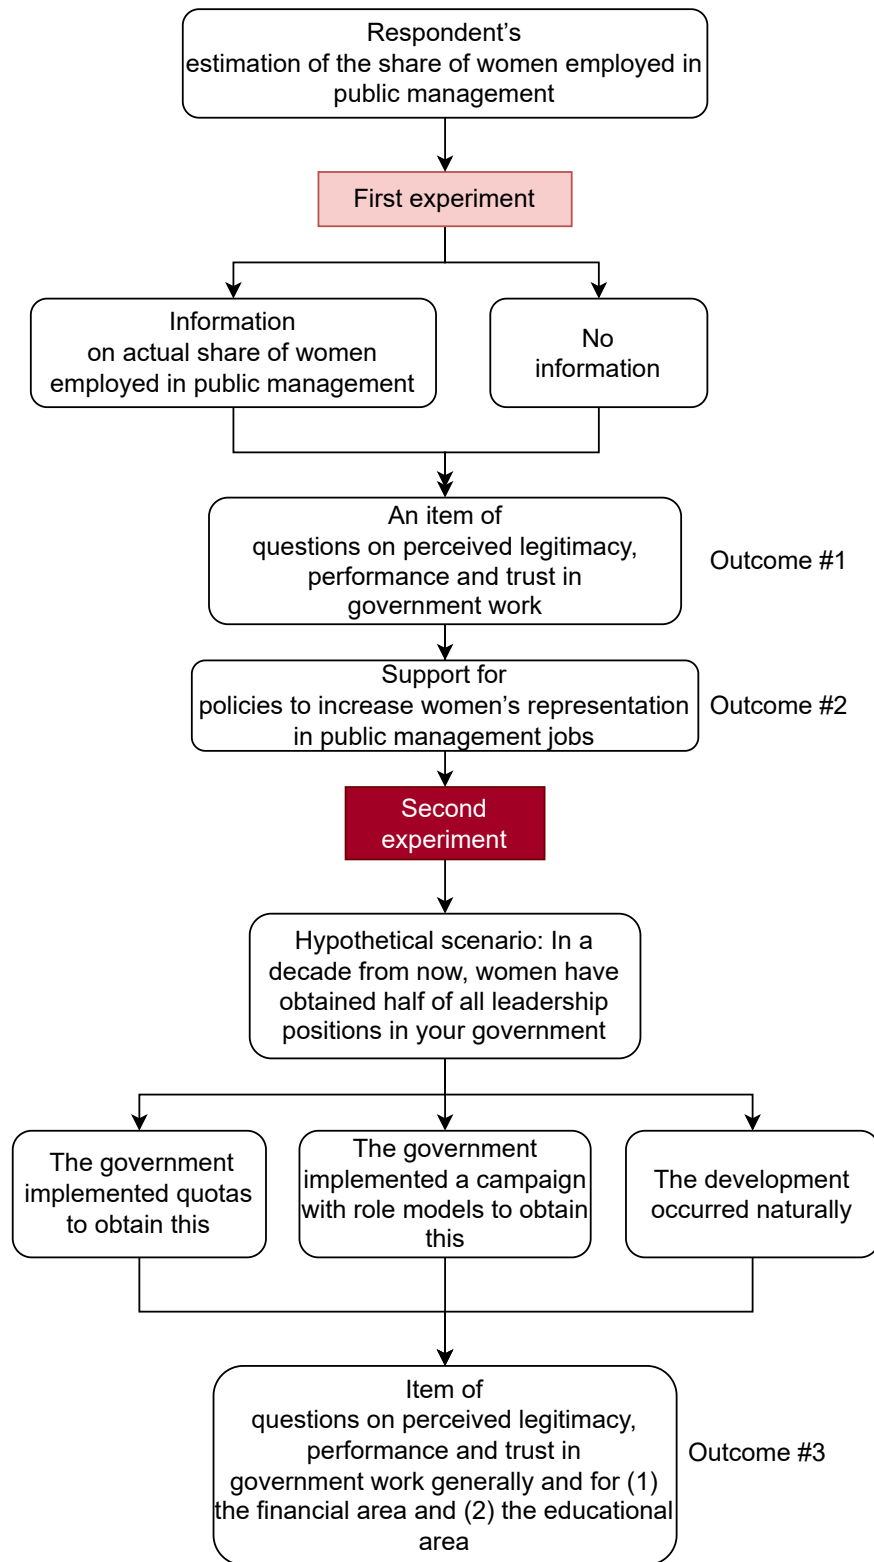 Respondent’s
estimation of the share of women employed in
public management
First experiment
Information
on actual share of women
employed in public management
No
information
An item of
questions on perceived legitimacy,
performance and trust in
government work
Outcome #1
Support for
policies to increase women’s representation
in public management jobs
Outcome #2
Second
experiment
Hypothetical scenario: In a
decade from now, women have
obtained half of all leadership
positions in your government
The government
implemented quotas
to obtain this
The government
implemented a campaign
with role models to obtain
this
The development
occurred naturally
Item of
questions on perceived legitimacy,
performance and trust in
government work generally and for (1)
the financial area and (2) the educational
area
Outcome #3